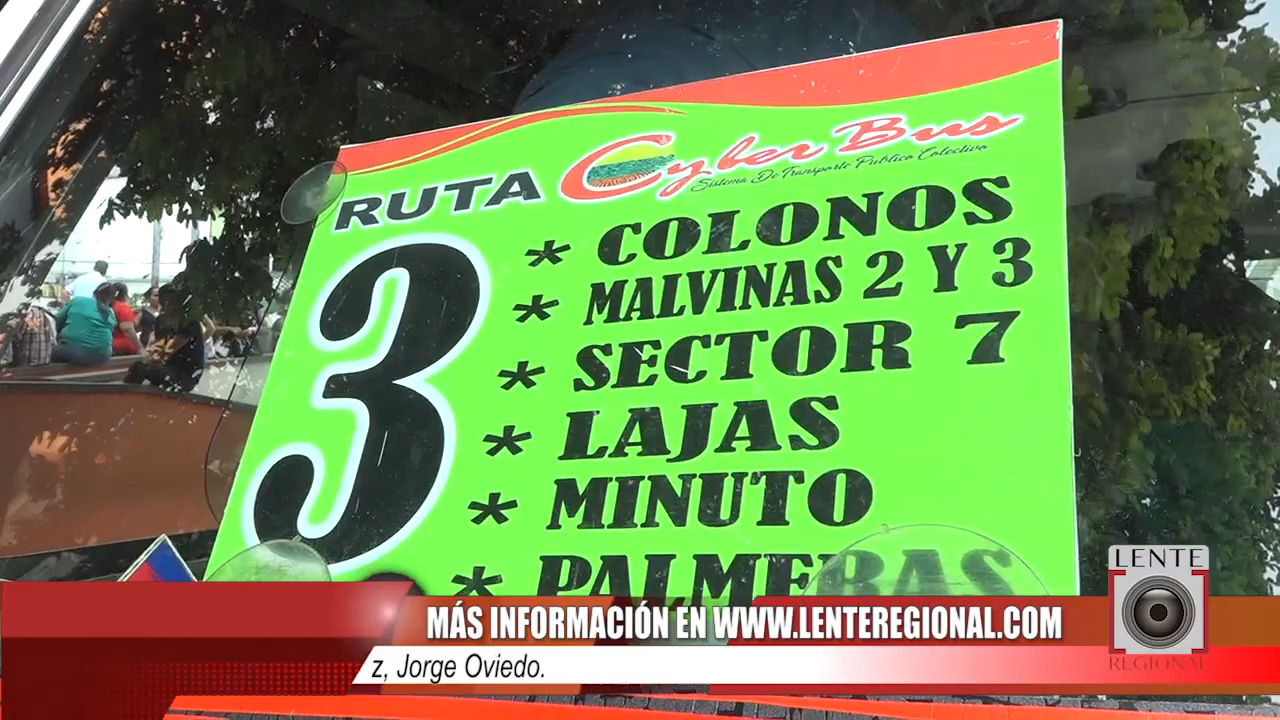 RUTA Cyber Bus
Sistema De Transporte Publico Colectivo
3
* COLONOS
* MALVINAS 2 Y 3
* SECTOR 7
* LAJAS
* MINUTO
* PALMERAS
MÁS INFORMACIÓN EN WWW.LENTEREGIONAL.COM
z, Jorge Oviedo.
LENTE
REGIONAL